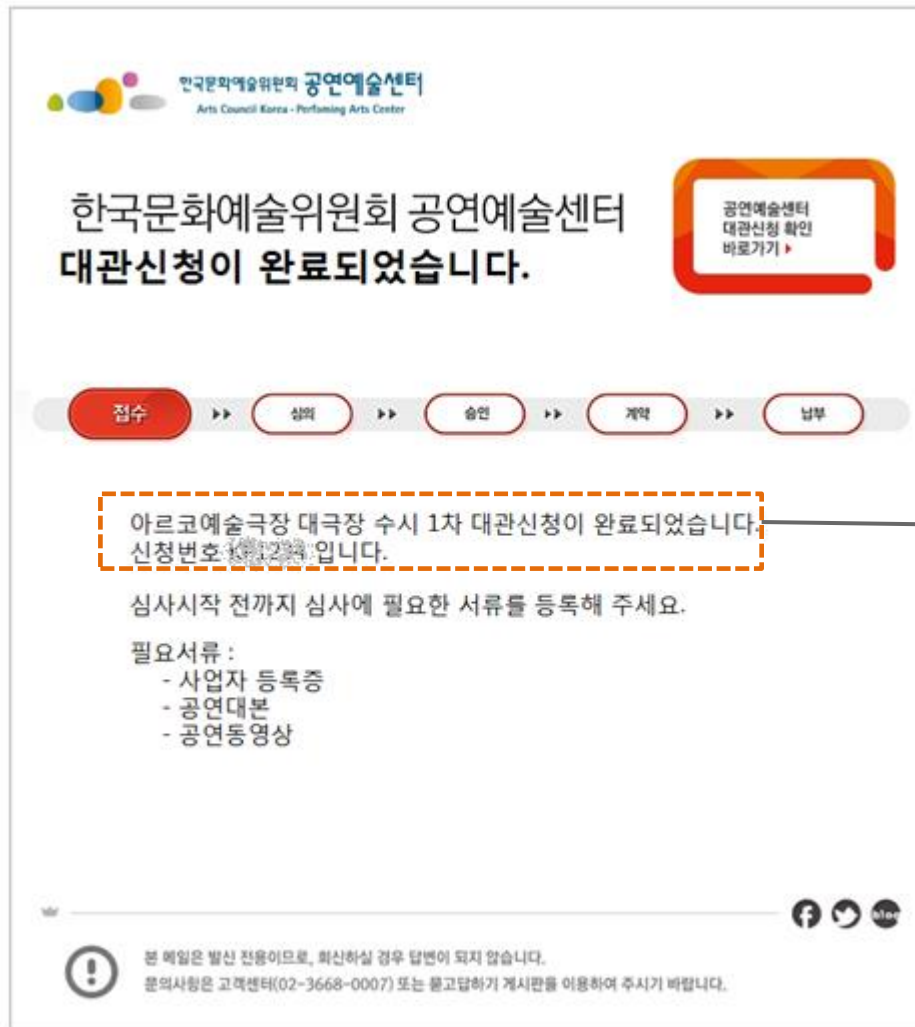 한국문화예술위원회 공연예술센터
Arts Council Korea - Perfoming Arts Center
한국문화예술위원회 공연예술센터
대관신청이 완료되었습니다.
공연예술센터
대관신청 확인
바로가기
접수
심의
승인
계약
납부
아르코예술극장 대극장 수시 1차 대관신청이 완료되었습니다.
신청번호 입니다.
심사시작 전까지 심사에 필요한 서류를 등록해 주세요.
필요서류 :
- 사업자 등록증
- 공연대본
- 공연동영상
blog
본 메일은 발신 전용이므로, 회신하실 경우 답변이 되지 않습니다.
문의사항은 고객센터(02-3668-0007) 또는 묻고답하기 게시판을 이용하여 주시기 바랍니다.